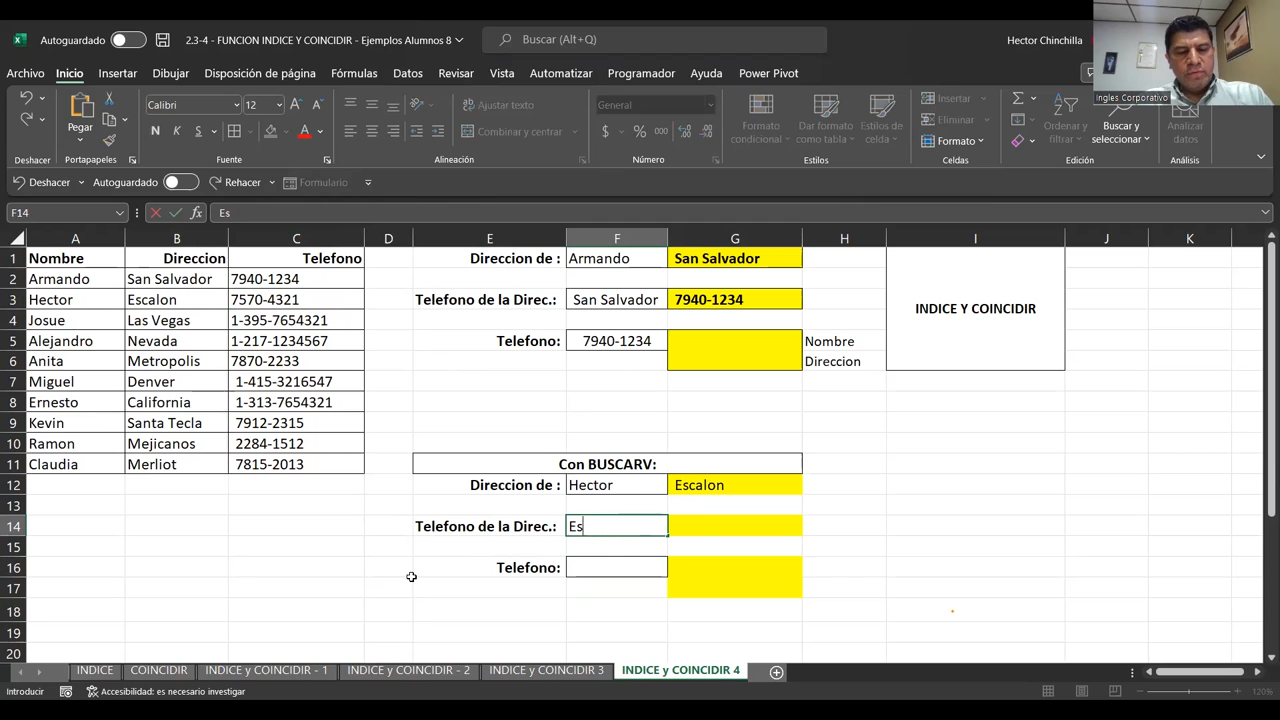 Autoguardado 2.3-4 - FUNCION INDICE Y COINCIDIR - Ejemplos Alumnos 8 Buscar (Alt+Q) Hector Chinchilla
Ingles Corporativo
Archivo Inicio Insertar Dibujar Disposición de página Fórmulas Datos Revisar Vista Automatizar Programador Ayuda Power Pivot
Pegar Calibri 12 Ajustar texto General Formato condicional Dar formato como tabla Estilos de celda Insertar Ordenar y filtrar Buscar y seleccionar Analizar datos
N K S Combinar y centrar $ % 000 Eliminar
Formato
Deshacer Portapapeles Fuente Alineación Número Estilos Celdas Edición Análisis
Deshacer Autoguardado Rehacer Formulario
F14 fx Es
A B C D E F G H I J K
1 Nombre Direccion Telefono Direccion de : Armando San Salvador
2 Armando San Salvador 7940-1234
3 Hector Escalon 7570-4321 Telefono de la Direc.: San Salvador 7940-1234 INDICE Y COINCIDIR
4 Josue Las Vegas 1-395-7654321
5 Alejandro Nevada 1-217-1234567 Telefono: 7940-1234 Nombre
6 Anita Metropolis 7870-2233 Direccion
7 Miguel Denver 1-415-3216547
8 Ernesto California 1-313-7654321
9 Kevin Santa Tecla 7912-2315
10 Ramon Mejicanos 2284-1512
11 Claudia Merliot 7815-2013 Con BUSCARV:
12 Direccion de : Hector Escalon
13
14 Telefono de la Direc.: Es
15
16 Telefono:
17
18
19
20
INDICE COINCIDIR INDICE y COINCIDIR - 1 INDICE y COINCIDIR - 2 INDICE y COINCIDIR 3 INDICE y COINCIDIR 4
Introducir Accesibilidad: es necesario investigar 120%